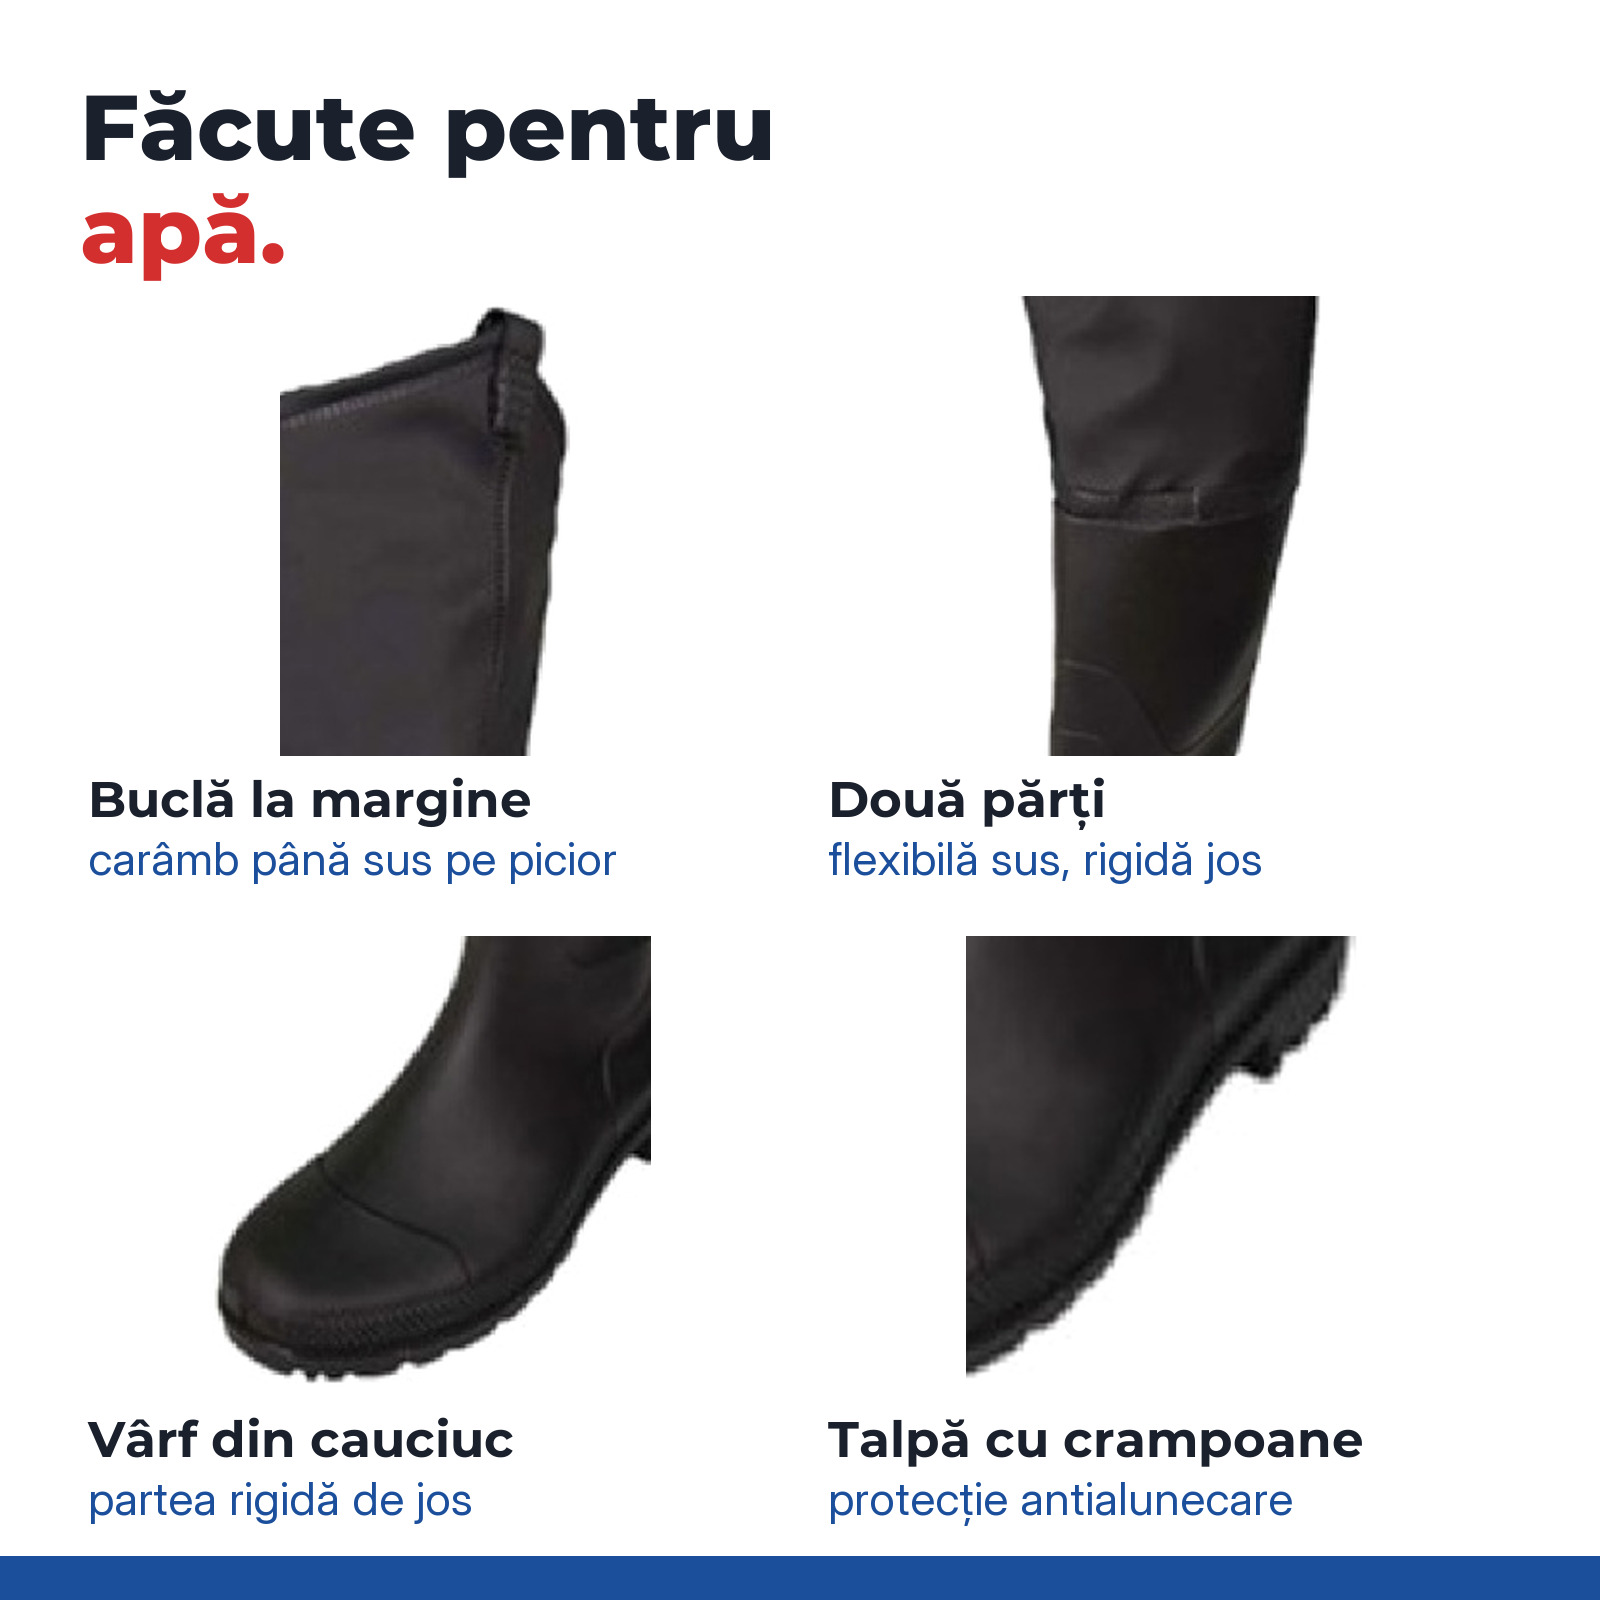 Făcute pentru
apă.
Buclă la margine
carâmb până sus pe picior
Două părți
flexibilă sus, rigidă jos
Vârf din cauciuc
partea rigidă de jos
Talpă cu crampoane
protecție antialunecare